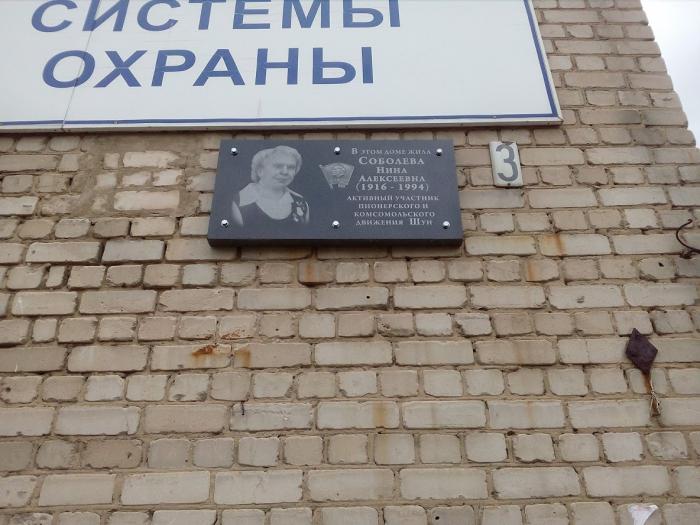 СИСТЕМЫ
ОХРАНЫ
В ЭТОМ ДОМЕ ЖИЛА
СОБОЛЕВА
НИНА
АЛЕКСЕЕВНА
(1916 - 1994)
АКТИВНЫЙ УЧАСТНИК
ПИОНЕРСКОГО И
КОМСОМОЛЬСКОГО
ДВИЖЕНИЯ ШУИ
3